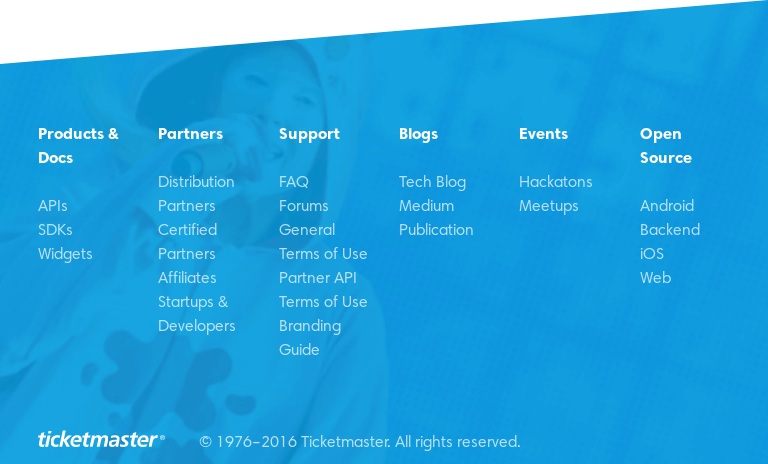 Products &
Docs
APIs
SDKs
Widgets
Partners
Distribution
Partners
Certified
Partners
Affiliates
Startups &
Developers
Support
FAQ
Forums
General
Terms of Use
Partner API
Terms of Use
Branding
Guide
Blogs
Tech Blog
Medium
Publication
Events
Hackatons
Meetups
Open
Source
Android
Backend
iOS
Web
ticketmaster®
© 1976-2016 Ticketmaster. All rights reserved.